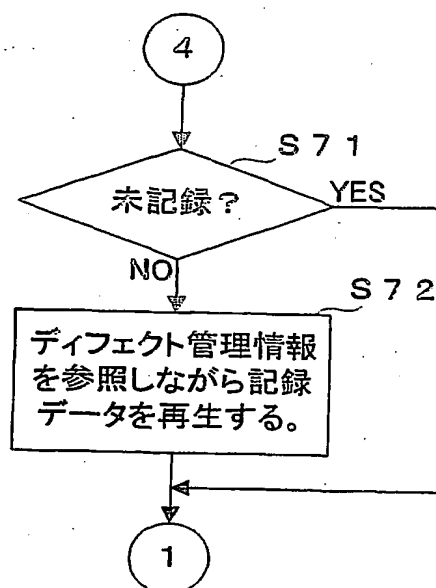 4
S71
未記録?
YES
NO
S72
ディフェクト管理情報
を参照しながら記録
データを再生する。
1